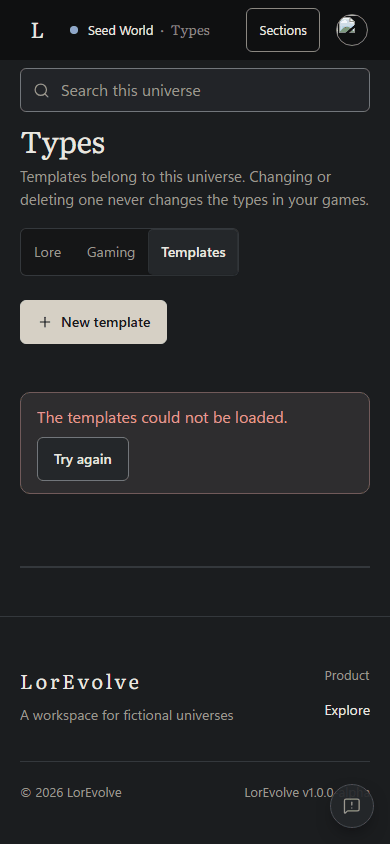 L
Seed World · Types
Sections
Search this universe
Types
Templates belong to this universe. Changing or
deleting one never changes the types in your games.
Lore Gaming Templates
+ New template
The templates could not be loaded.
Try again
LorEvolve
A workspace for fictional universes
Product
Explore
© 2026 LorEvolve
LorEvolve v1.0.0